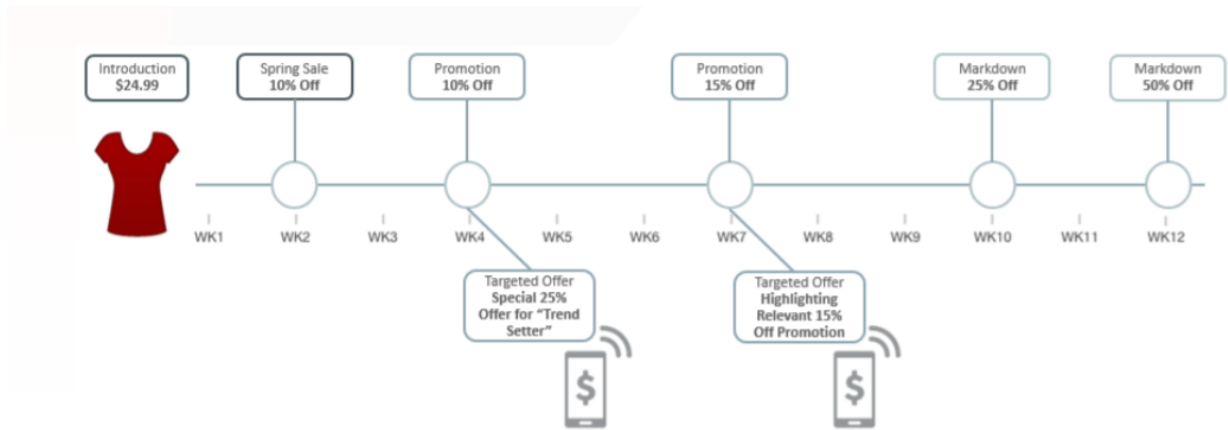 Introduction
$24.99
Spring Sale
10% Off
Promotion
10% Off
Promotion
15% Off
Markdown
25% Off
Markdown
50% Off
WK1
WK2
WK3
WK4
WK5
WK6
WK7
WK8
WK9
WK10
WK11
WK12
Targeted Offer
Special 25%
Offer for "Trend
Setter"
Targeted Offer
Highlighting
Relevant 15%
Off Promotion
$
$